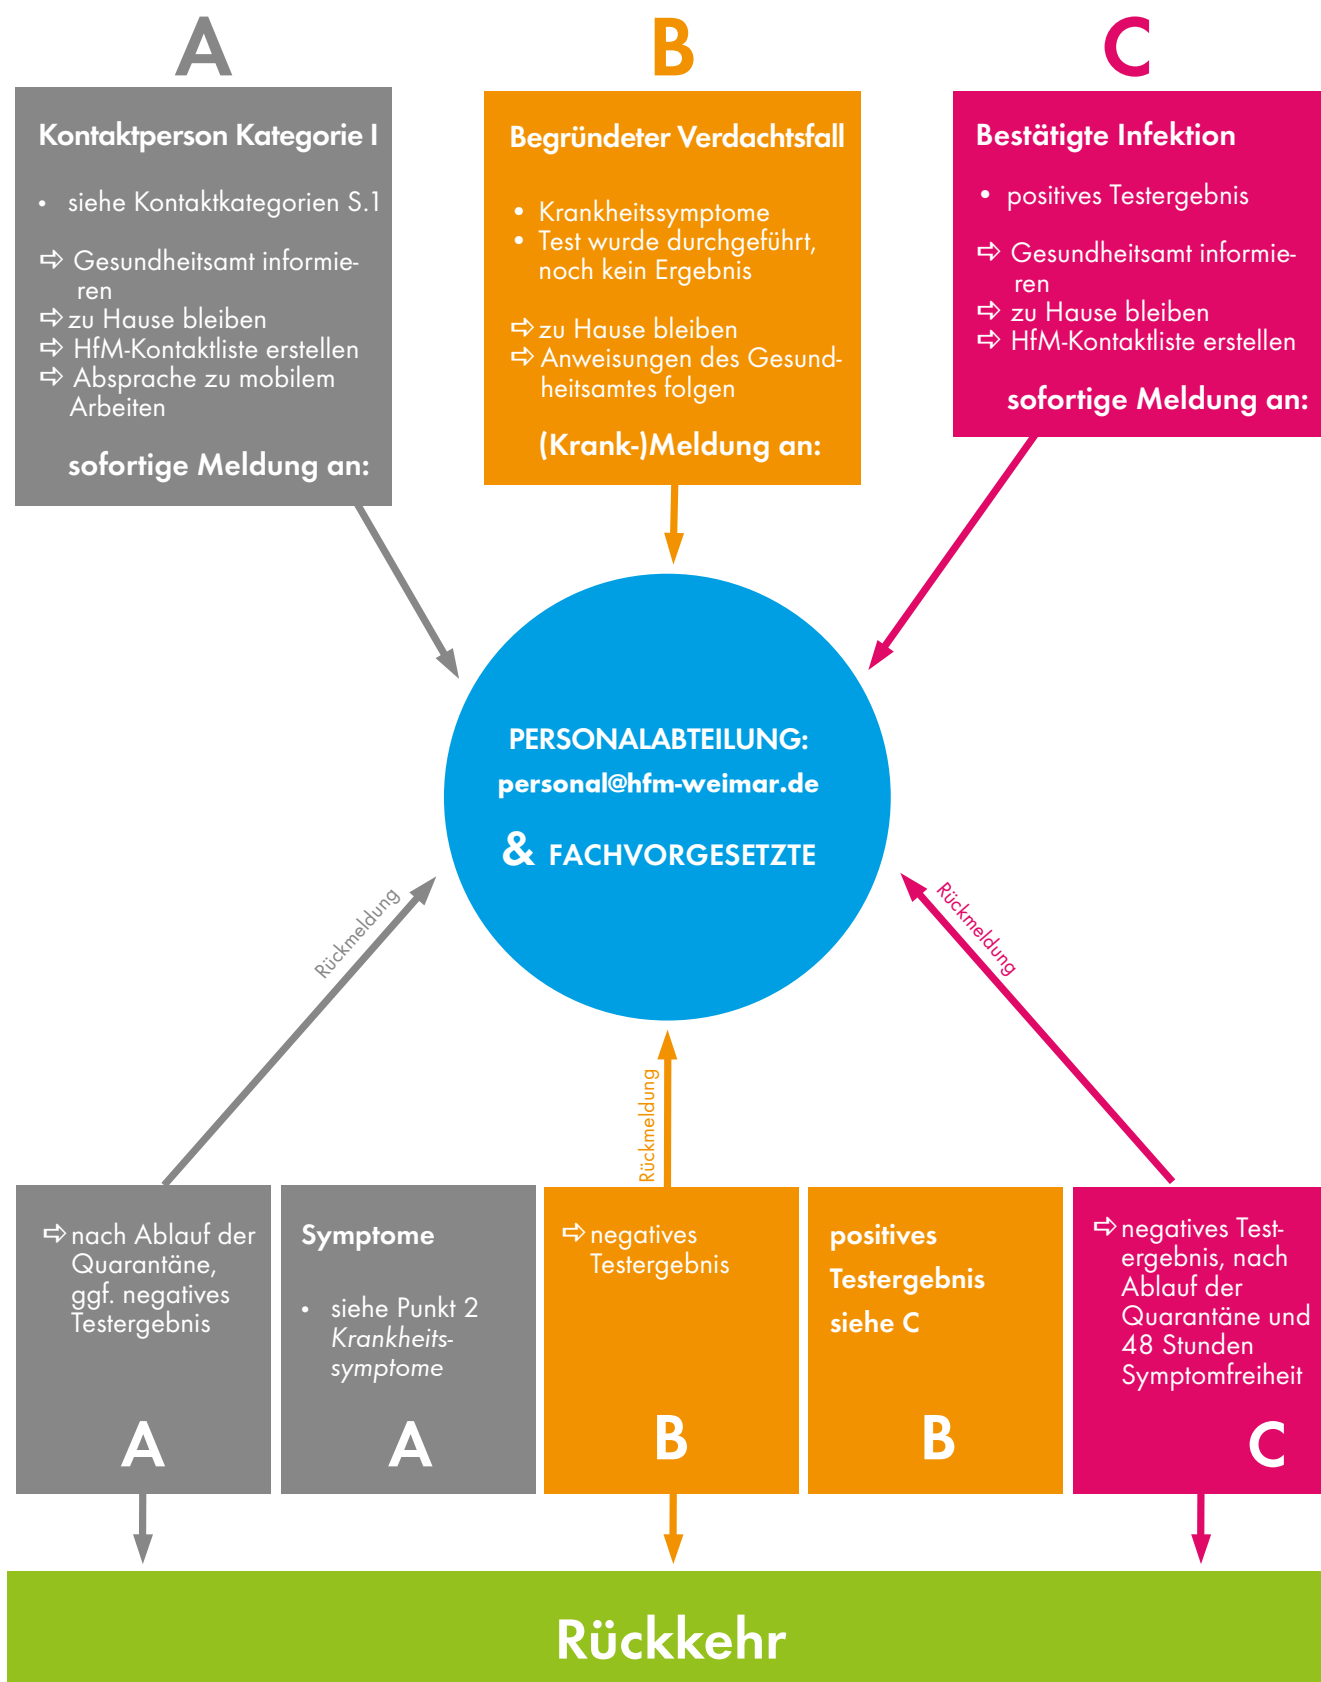 A
Kontaktperson Kategorie I
• siehe Kontaktkategorien S.1
⇨ Gesundheitsamt informie-
ren
⇨ zu Hause bleiben
⇨ HfM-Kontaktliste erstellen
⇨ Absprache zu mobilem
Arbeiten
sofortige Meldung an:
B
Begründeter Verdachtsfall
• Krankheitssymptome
• Test wurde durchgeführt,
noch kein Ergebnis
⇨ zu Hause bleiben
⇨ Anweisungen des Gesund-
heitsamtes folgen
(Krank-)Meldung an:
C
Bestätigte Infektion
• positives Testergebnis
⇨ Gesundheitsamt informie-
ren
⇨ zu Hause bleiben
⇨ HfM-Kontaktliste erstellen
sofortige Meldung an:
PERSONALABTEILUNG:
personal@hfm-weimar.de
& FACHVORGESETZTE
Rückmeldung
Rückmeldung
Rückmeldung
⇨ nach Ablauf der
Quarantäne,
ggf. negatives
Testergebnis
A
Symptome
• siehe Punkt 2
Krankheits-
symptome
A
⇨ negatives
Testergebnis
B
positives
Testergebnis
siehe C
B
⇨ negatives Test-
ergebnis, nach
Ablauf der
Quarantäne und
48 Stunden
Symptomfreiheit
C
Rückkehr